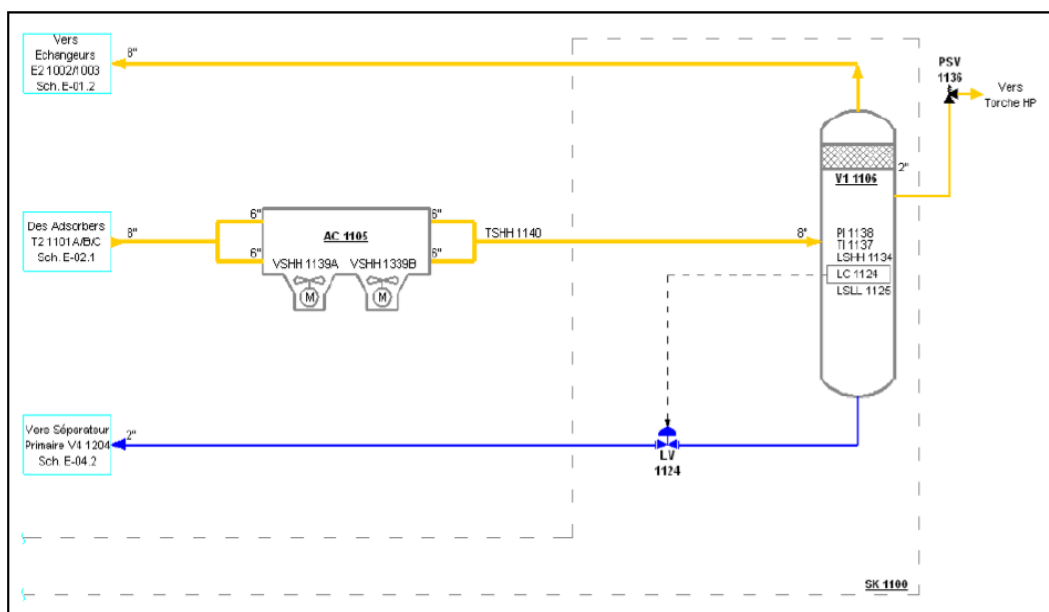 Vers
Echangeurs
E2 1002/1003
Sch. E-01.2
8"
PSV
1136
Vers
Torche HP
V1 1106
2"
Des Adsorbers
T2 1101A/B/C
Sch. E-02.1
8"
6"
6"
AC 1105
VSHH 1139A
VSHH 1339B
6"
6"
TSHH 1140
8"
PI 1138
TI 1137
LSHH 1134
LC 1124
LSLL 1125
M
M
Vers Séparateur
Primaire V4 1204
Sch. E-04.2
2"
LV
1124
SK 1100